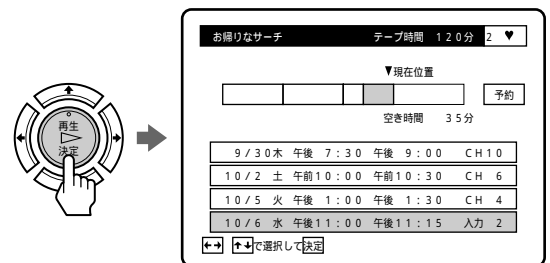 再生
決定
お帰りなサーチ テープ時間 120分 2 ♥
▼現在位置
予約
空き時間 35分
9/30木 午後 7:30 午後 9:00 CH10
10/2 土 午前10:00 午前10:30 CH 6
10/5 火 午後 1:00 午後 1:30 CH 4
10/6 水 午後11:00 午後11:15 入力 2
←→ ↑↓で選択して決定